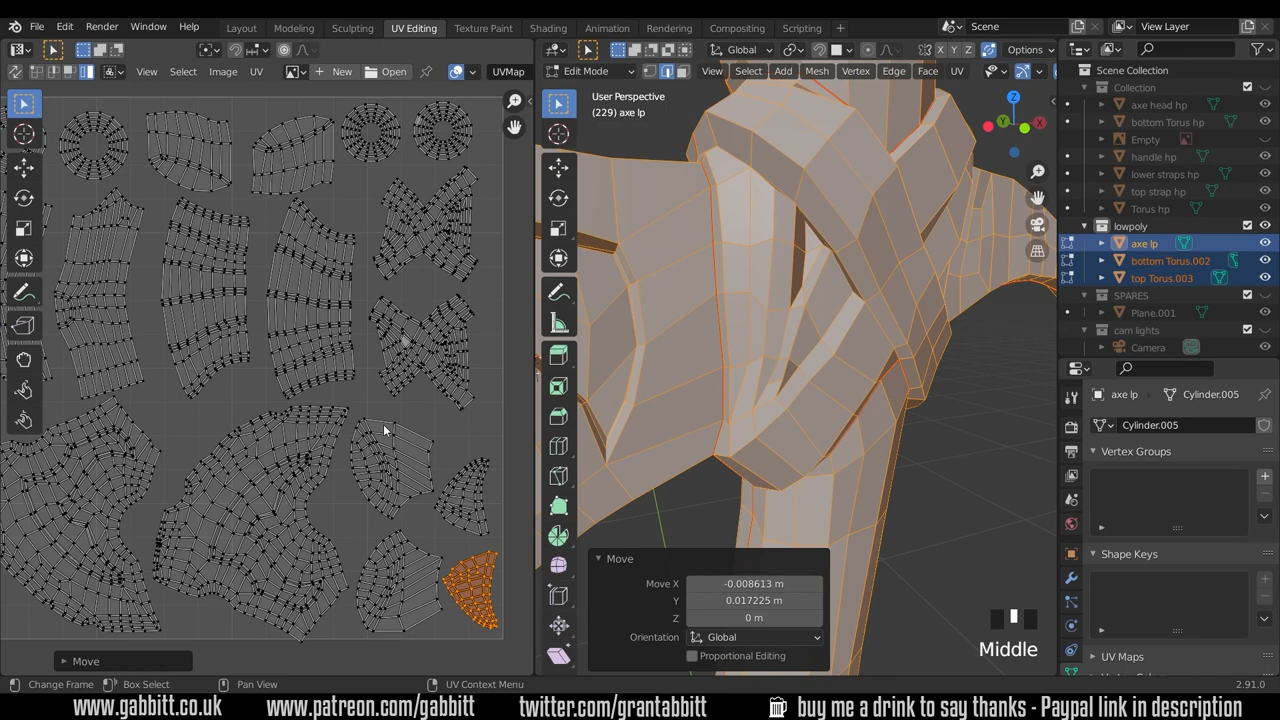 File Edit Render Window Help Layout Modeling Sculpting UV Editing Texture Paint Shading Animation Rendering Compositing Scripting + Scene View Layer
Global Options
View Select Image UV New Open UVMap Edit Mode View Select Add Mesh Vertex Edge Face UV
Scene Collection
Collection
axe head hp
bottom Torus hp
Empty
handle hp
lower straps hp
top strap hp
Torus hp
lowpoly
axe lp
bottom Torus.002
top Torus.003
SPARES
Plane.001
cam lights
Camera
User Perspective
(229) axe lp
Z
Y
X
X Y Z
axe lp Cylinder.005
Cylinder.005
Vertex Groups
Shape Keys
UV Maps
Move
Move X -0.008613 m
Y 0.017225 m
Z 0 m
Orientation Global
Proportional Editing
Middle
Move
Change Frame Box Select Pan View UV Context Menu 2.91.0
www.gabbitt.co.uk www.patreon.com/gabbitt twitter.com/grantabbitt buy me a drink to say thanks - Paypal link in description